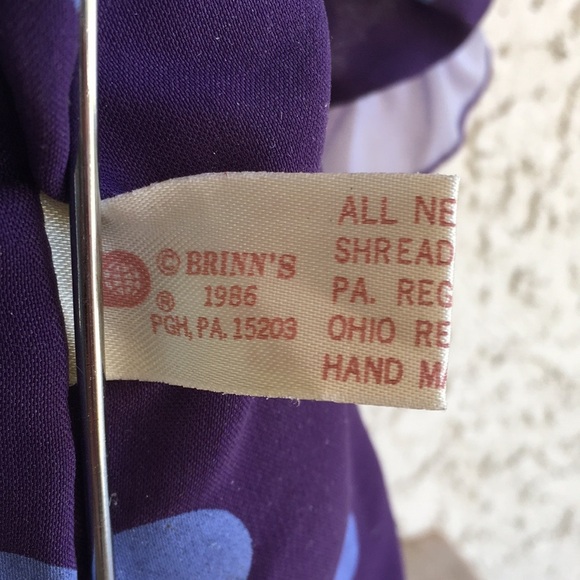 © BRINN'S
1986
®
PGH, PA. 15203
ALL NE
SHREAD
PA. REG
OHIO RE
HAND MA